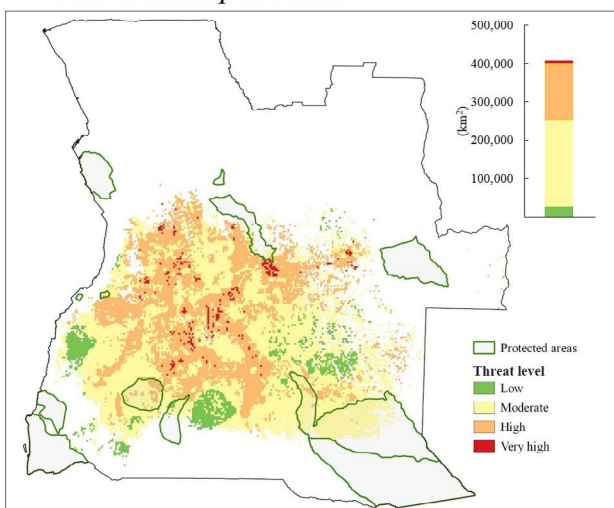 500,000
400,000
300,000
200,000
100,000
(km²)
Protected areas
Threat level
Low
Moderate
High
Very high